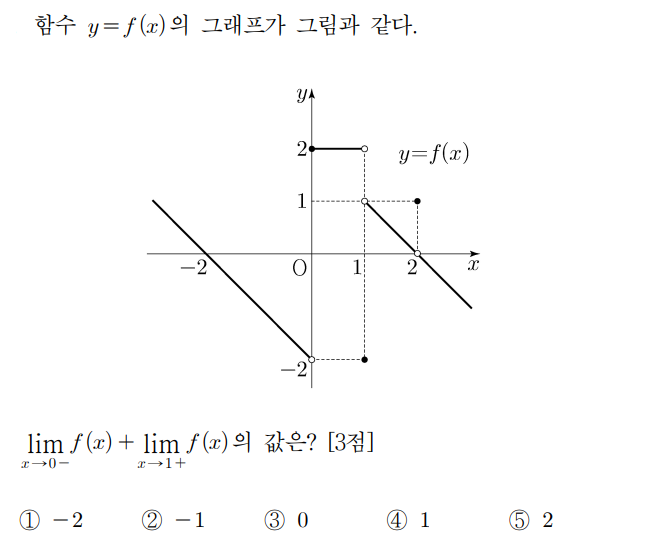 함수 y=f(x)의 그래프가 그림과 같다.
y
2
y=f(x)
1
−2
O
1
2
x
−2
lim f(x)+ lim f(x)의 값은? [3점]
x→0− x→1+
① −2 ② −1 ③ 0 ④ 1 ⑤ 2